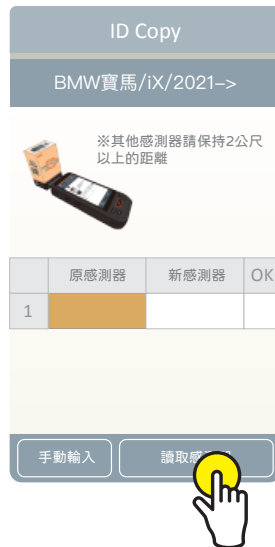 ID Copy
BMW寶馬/iX/2021–>
※其他感測器請保持2公尺
以上的距離
原感測器 新感測器 OK
1
手動輸入 讀取感